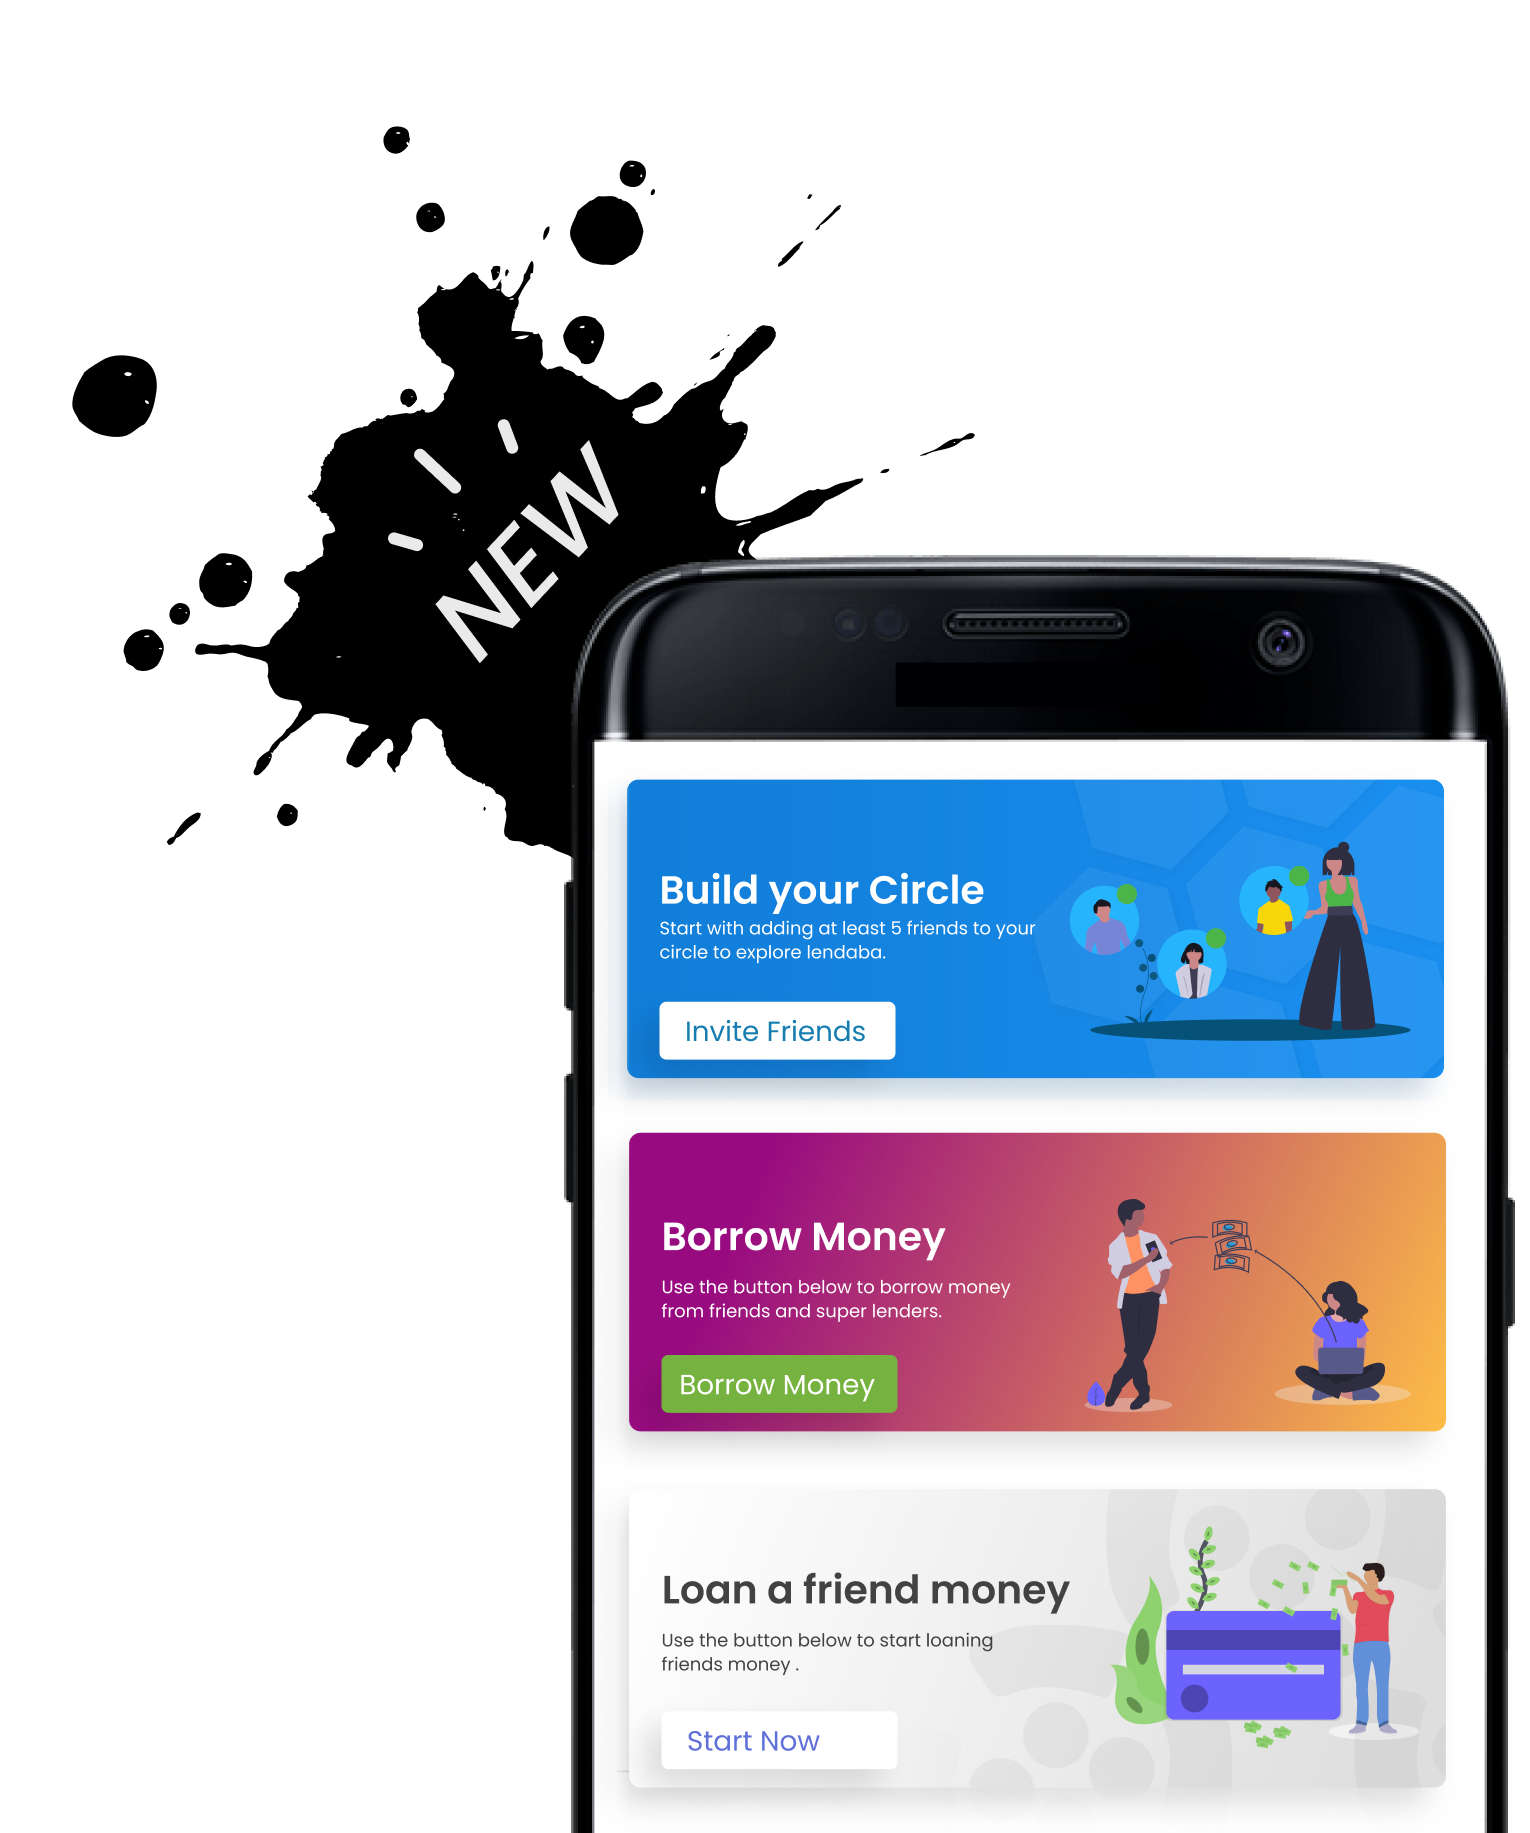 NEW
Build your Circle
Start with adding at least 5 friends to your
circle to explore lendaba.
Invite Friends
Borrow Money
Use the button below to borrow money
from friends and super lenders.
Borrow Money
Loan a friend money
Use the button below to start loaning
friends money .
Start Now